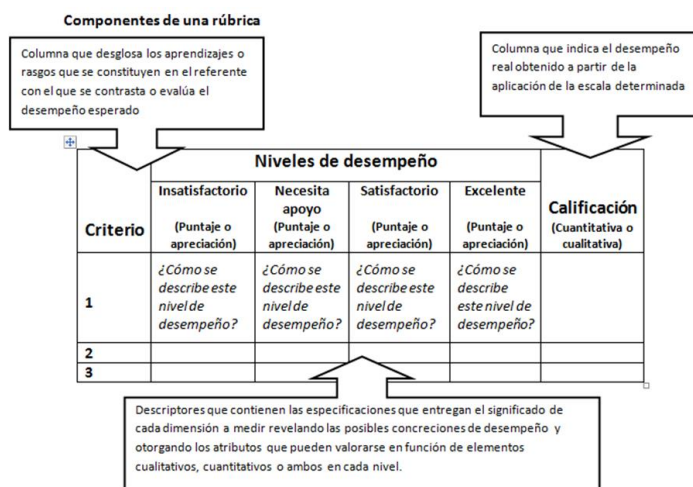 Componentes de una rúbrica
Columna que desglosa los aprendizajes o
rasgos que se constituyen en el referente
con el que se contrasta o evalúa el
desempeño esperado
Columna que indica el desempeño
real obtenido a partir de la
aplicación de la escala determinada
Criterio
Niveles de desempeño
Calificación
(Cuantitativa o
cualitativa)
Insatisfactorio
(Puntaje o
apreciación)
Necesita
apoyo
(Puntaje o
apreciación)
Satisfactorio
(Puntaje o
apreciación)
Excelente
(Puntaje o
apreciación)
1
¿Cómo se
describe este
nivel de
desempeño?
¿Cómo se
describe este
nivel de
desempeño?
¿Cómo se
describe este
nivel de
desempeño?
¿Cómo se
describe
este nivel de
desempeño?
2
3
Descriptores que contienen las especificaciones que entregan el significado de
cada dimensión a medir revelando las posibles concreciones de desempeño y
otorgando los atributos que pueden valorarse en función de elementos
cualitativos, cuantitativos o ambos en cada nivel.